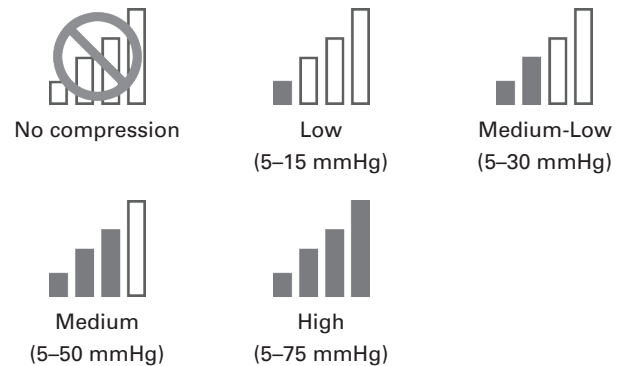 No compression
Low
(5–15 mmHg)
Medium-Low
(5–30 mmHg)
Medium
(5–50 mmHg)
High
(5–75 mmHg)